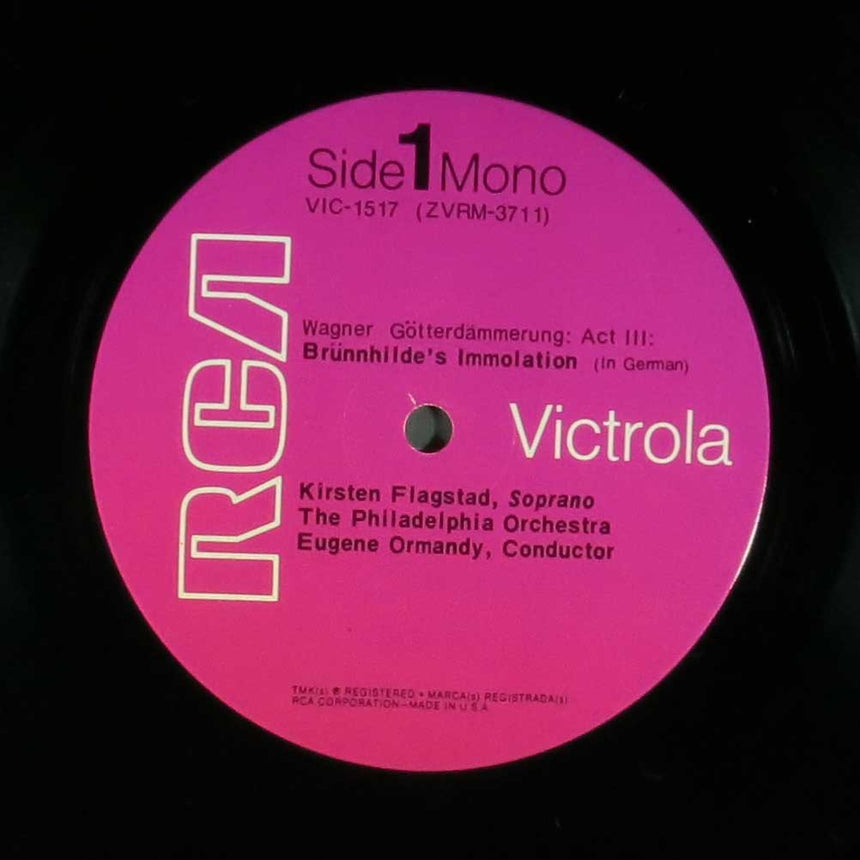 Side 1 Mono
VIC-1517 (ZVRM-3711)
RCA
Wagner Götterdämmerung: Act III:
Brünnhilde's Immolation (In German)
Victrola
Kirsten Flagstad, Soprano
The Philadelphia Orchestra
Eugene Ormandy, Conductor
TMK(s) ® REGISTERED • MARCA(s) REGISTRADA(s)
RCA CORPORATION—MADE IN U.S.A.